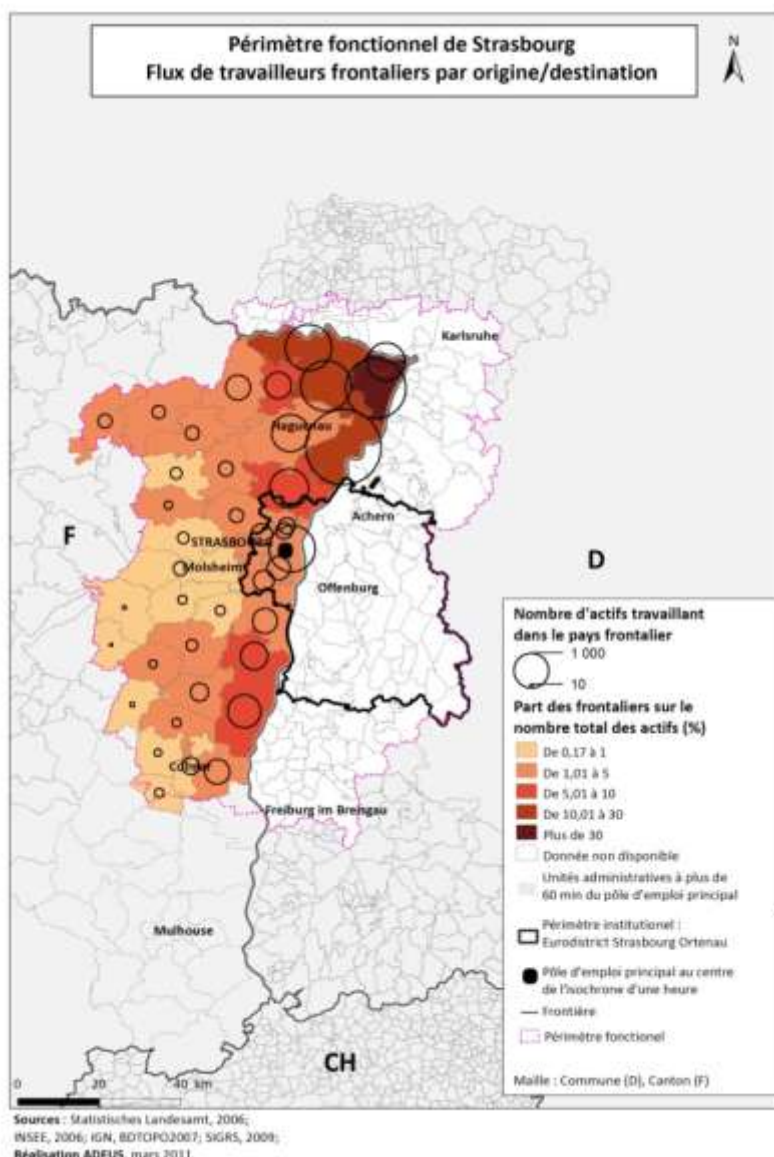 Périmètre fonctionnel de Strasbourg
Flux de travailleurs frontaliers par origine/destination
N
Karlsruhe
Haguenau
F
Achern
STRASBOURG
D
Molsheim
Offenburg
Nombre d'actifs travaillant
dans le pays frontalier
1 000
10
Part des frontaliers sur le
nombre total des actifs (%)
De 0,17 à 1
De 1,01 à 5
De 5,01 à 10
De 10,01 à 30
Plus de 30
Donnée non disponible
Unités administratives à plus de
60 min du pôle d'emploi principal
Périmètre institutionel :
Eurodistrict Strasbourg Ortenau
Pôle d'emploi principal au centre
de l'isochrone d'une heure
Frontière
Périmètre fonctionel
Maille : Commune (D), Canton (F)
Colmar
Freiburg im Breisgau
Mulhouse
CH
0 20 40 km
Sources : Statistisches Landesamt, 2006;
INSEE, 2006; IGN, BDTOPO2007; SIGRS, 2009;
Réalisation ADEUS, mars 2011